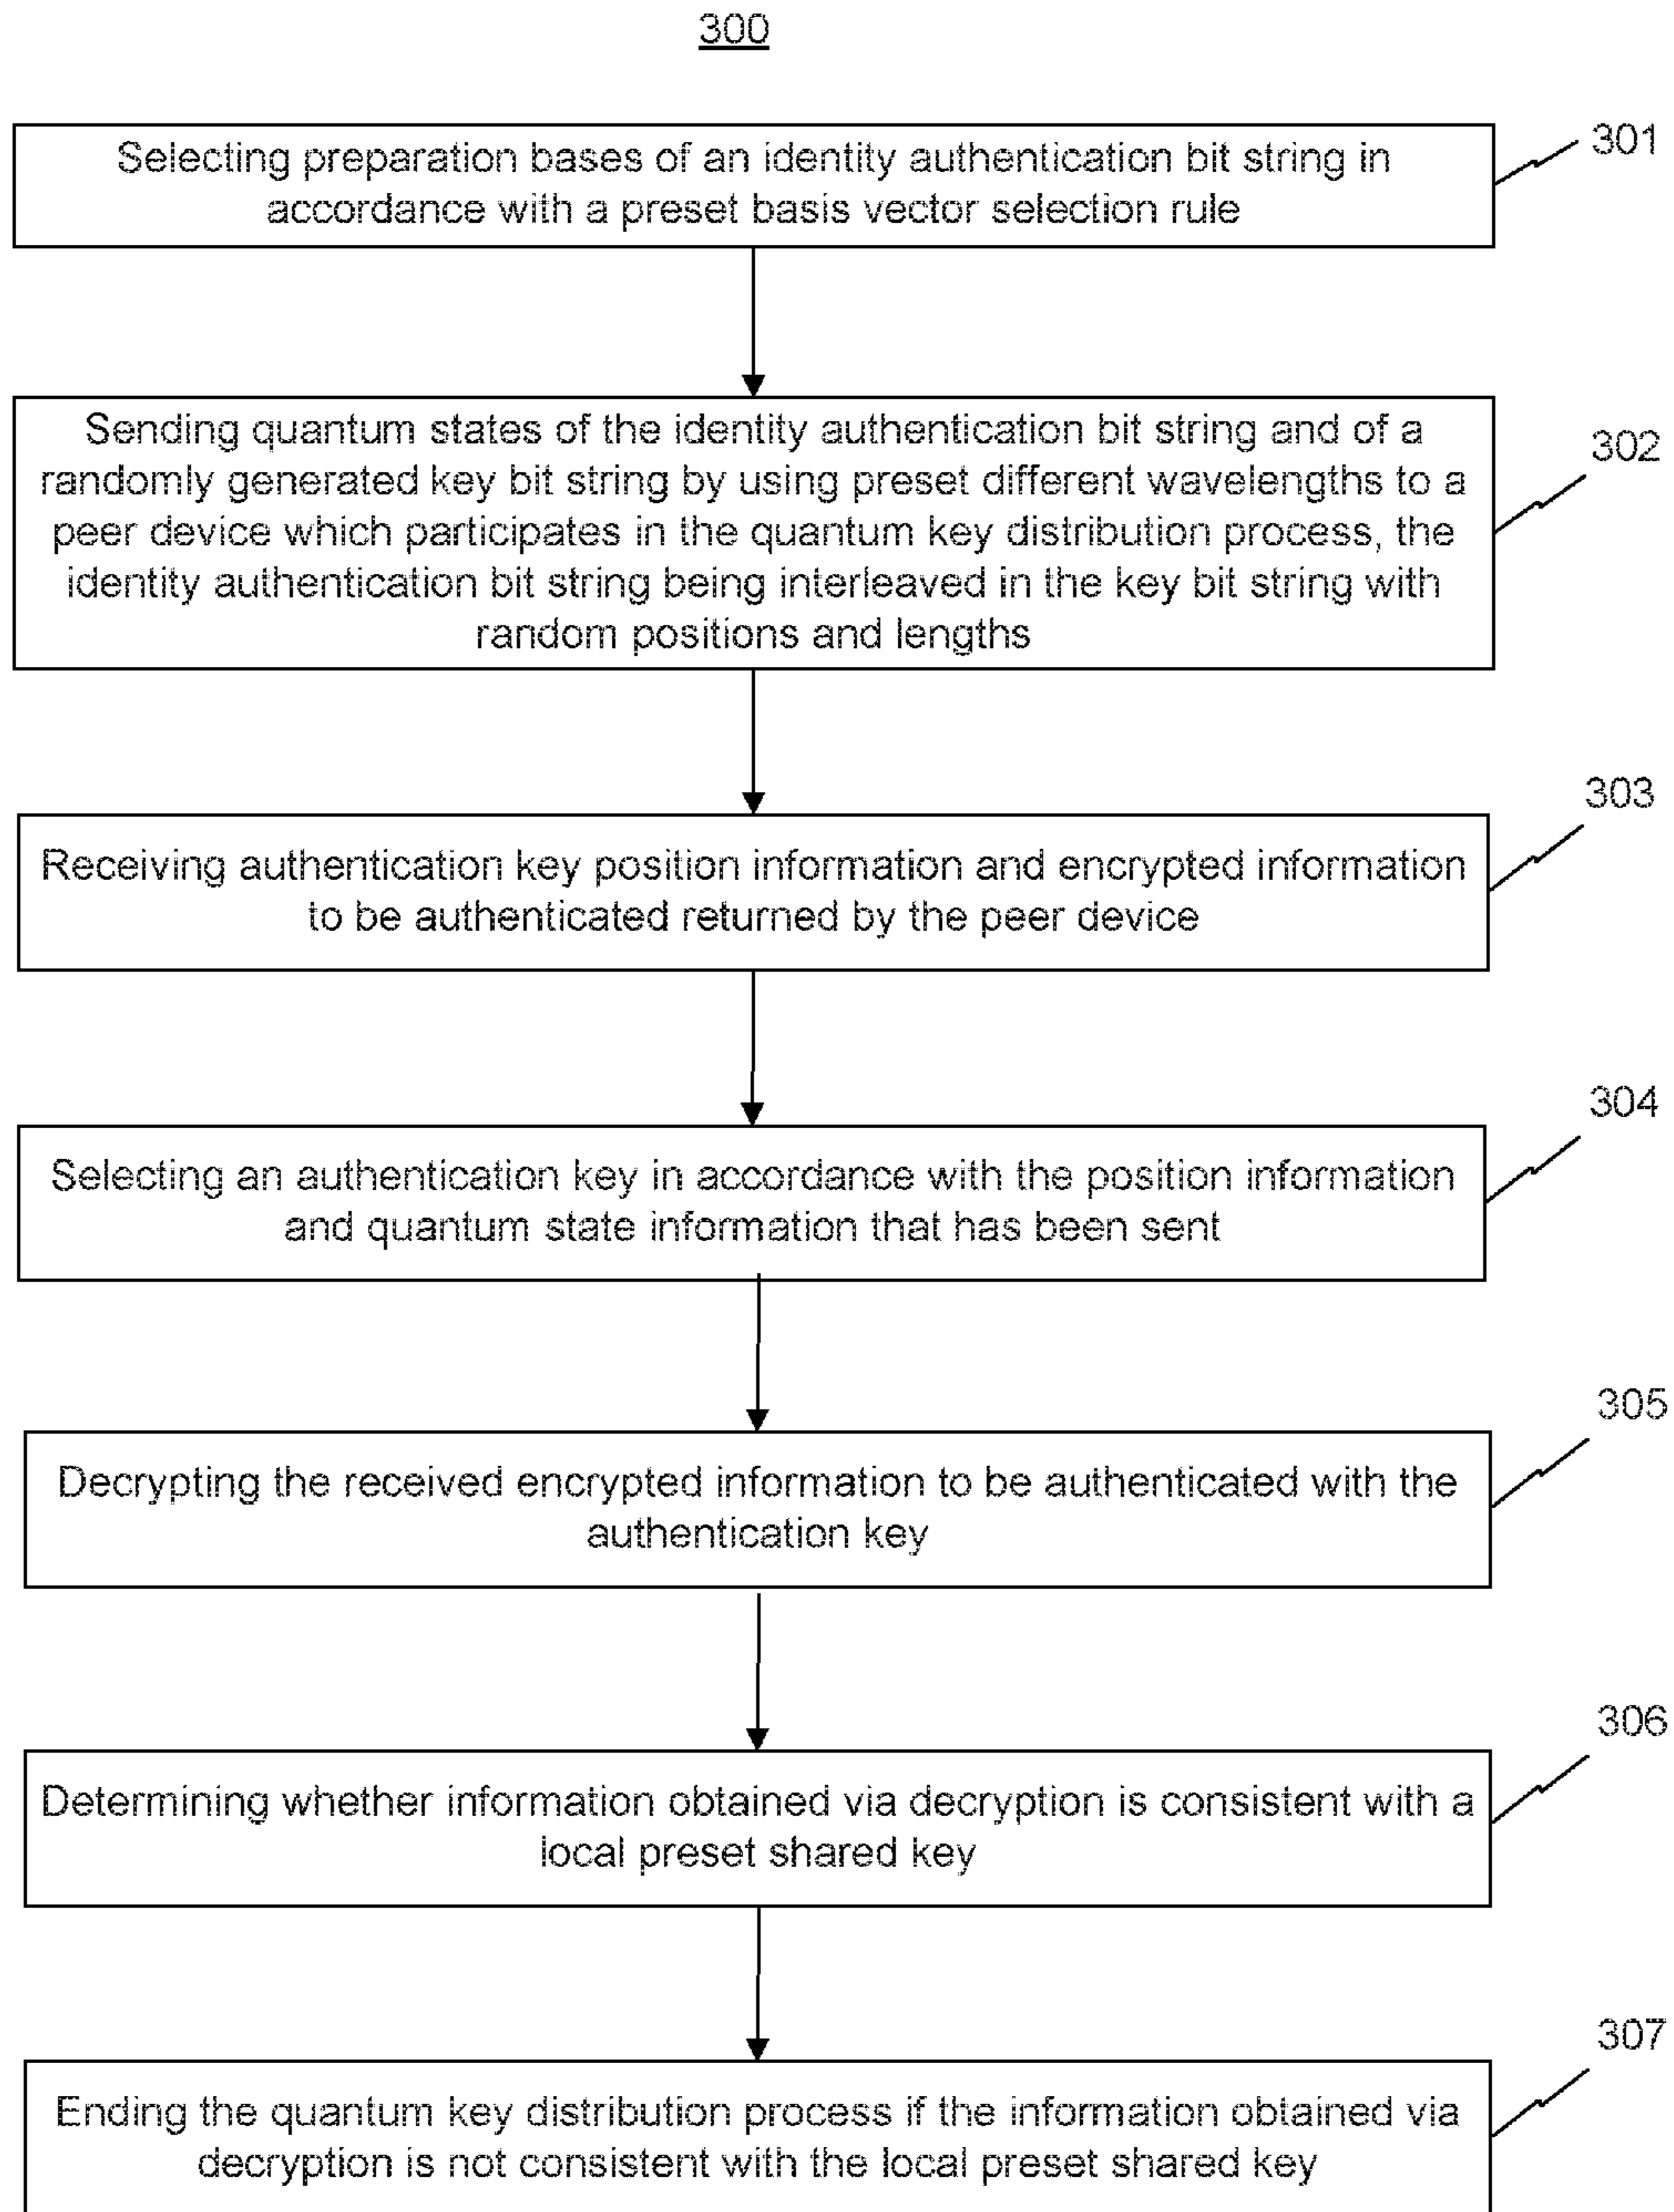 300
Selecting preparation bases of an identity authentication bit string in
accordance with a preset basis vector selection rule
301
Sending quantum states of the identity authentication bit string and of a
randomly generated key bit string by using preset different wavelengths to a
peer device which participates in the quantum key distribution process, the
identity authentication bit string being interleaved in the key bit string with
random positions and lengths
302
Receiving authentication key position information and encrypted information
to be authenticated returned by the peer device
303
Selecting an authentication key in accordance with the position information
and quantum state information that has been sent
304
Decrypting the received encrypted information to be authenticated with the
authentication key
305
Determining whether information obtained via decryption is consistent with a
local preset shared key
306
Ending the quantum key distribution process if the information obtained via
decryption is not consistent with the local preset shared key
307